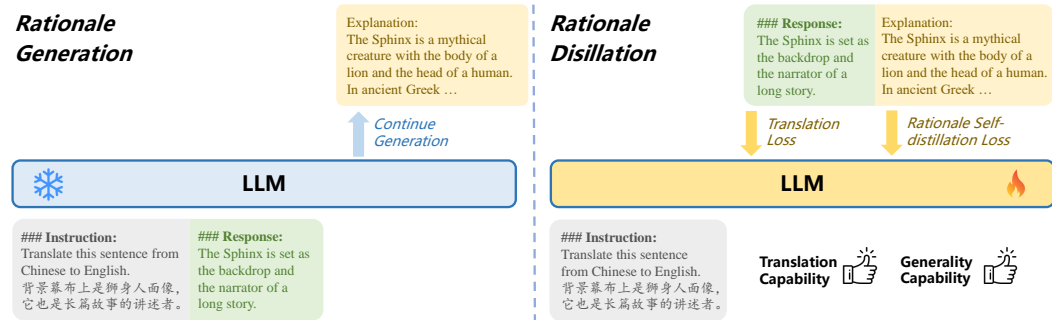 Rationale
Generation
Explanation:
The Sphinx is a mythical
creature with the body of a
lion and the head of a human.
In ancient Greek …
Continue
Generation
LLM
### Instruction:
Translate this sentence from
Chinese to English.
背景幕布上是狮身人面像，
它也是长篇故事的讲述者。
### Response:
The Sphinx is set as
the backdrop and
the narrator of a
long story.
Rationale
Disillation
### Response:
The Sphinx is set as
the backdrop and
the narrator of a
long story.
Explanation:
The Sphinx is a mythical
creature with the body of a
lion and the head of a human.
In ancient Greek …
Translation
Loss
Rationale Self-
distillation Loss
LLM
### Instruction:
Translate this sentence
from Chinese to English.
背景幕布上是狮身人面像，
它也是长篇故事的讲述者。
Translation
Capability
Generality
Capability